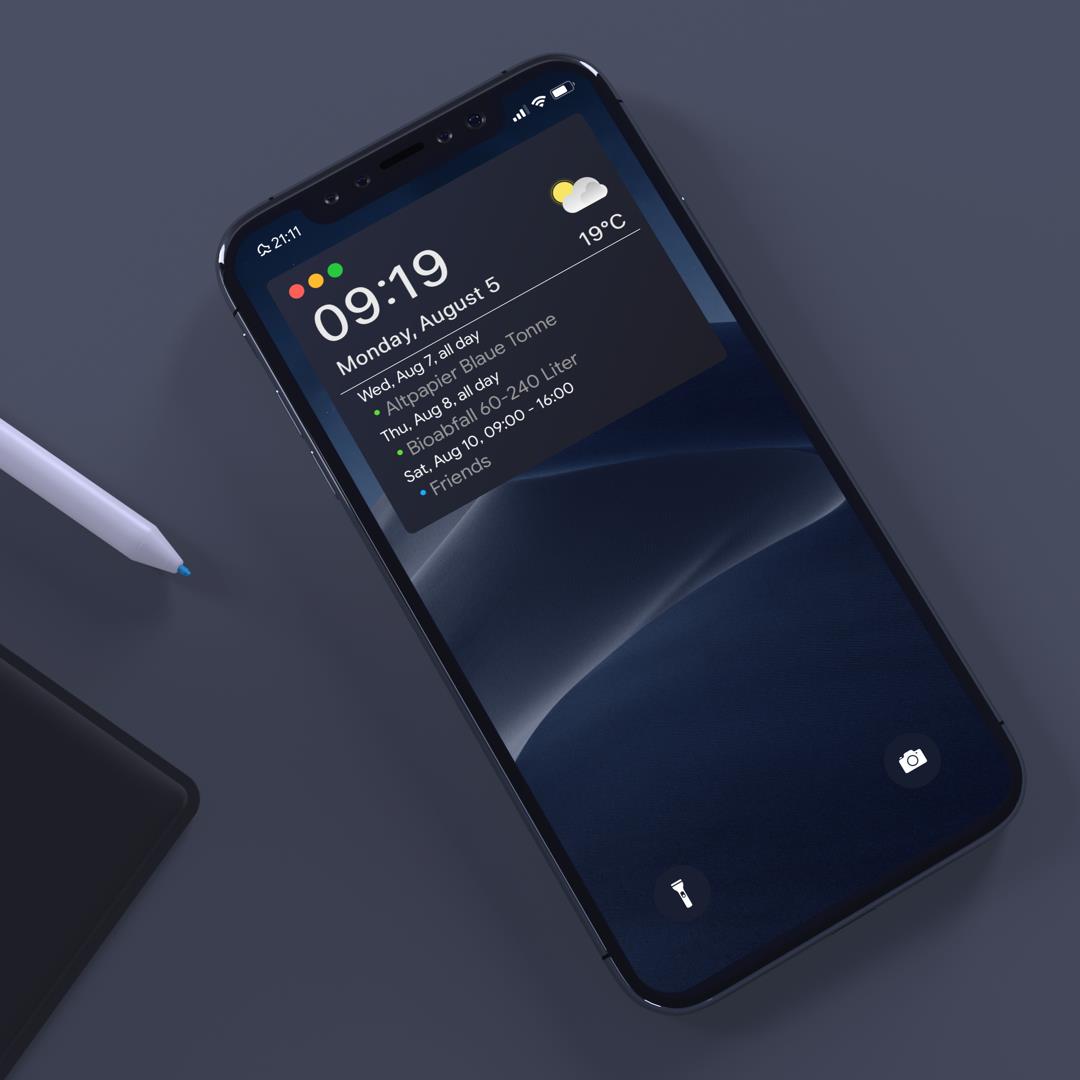 21:11
09:19
19°C
Monday, August 5
Wed, Aug 7, all day
Altpapier Blaue Tonne
Thu, Aug 8, all day
Bioabfall 60-240 Liter
Sat, Aug 10, 09:00 - 16:00
Friends